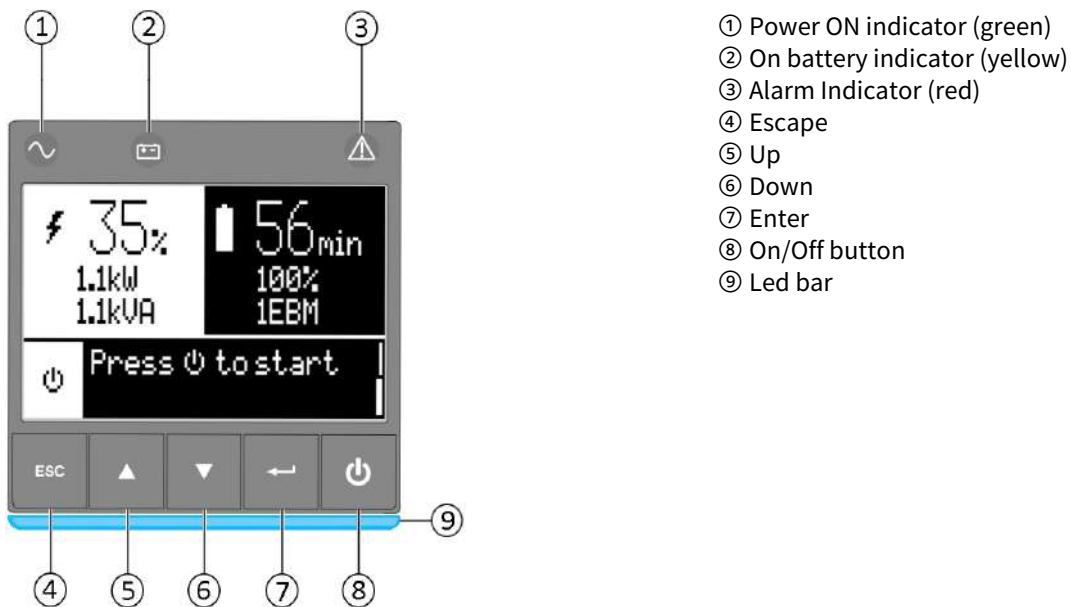 ① ② ③
① Power ON indicator (green)
② On battery indicator (yellow)
③ Alarm Indicator (red)
④ Escape
⑤ Up
⑥ Down
⑦ Enter
⑧ On/Off button
⑨ Led bar
35% 56min
1.1kW 100%
1.1kVA 1EBM
Press ⏻ to start
ESC
⑨
④ ⑤ ⑥ ⑦ ⑧